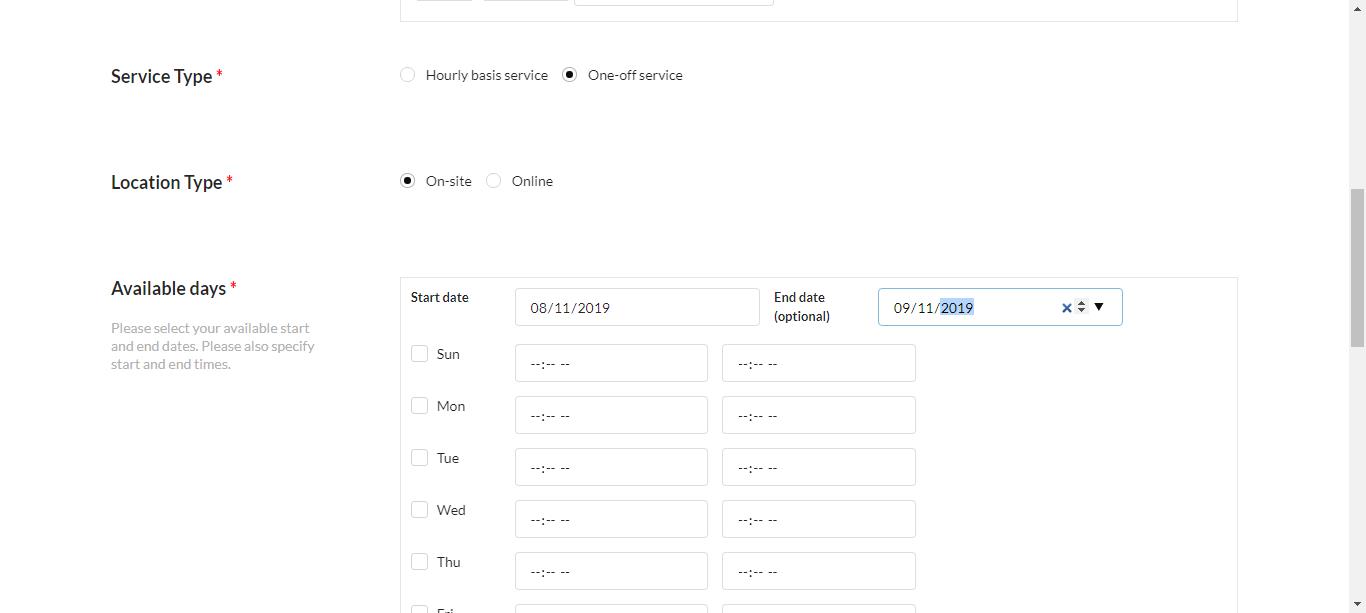 Service Type *
Hourly basis service One-off service
Location Type *
On-site Online
Available days *
Please select your available start
and end dates. Please also specify
start and end times.
Start date 08/11/2019 End date
(optional) 09/11/2019
Sun --:-- -- --:-- --
Mon --:-- -- --:-- --
Tue --:-- -- --:-- --
Wed --:-- -- --:-- --
Thu --:-- -- --:-- --
Fri